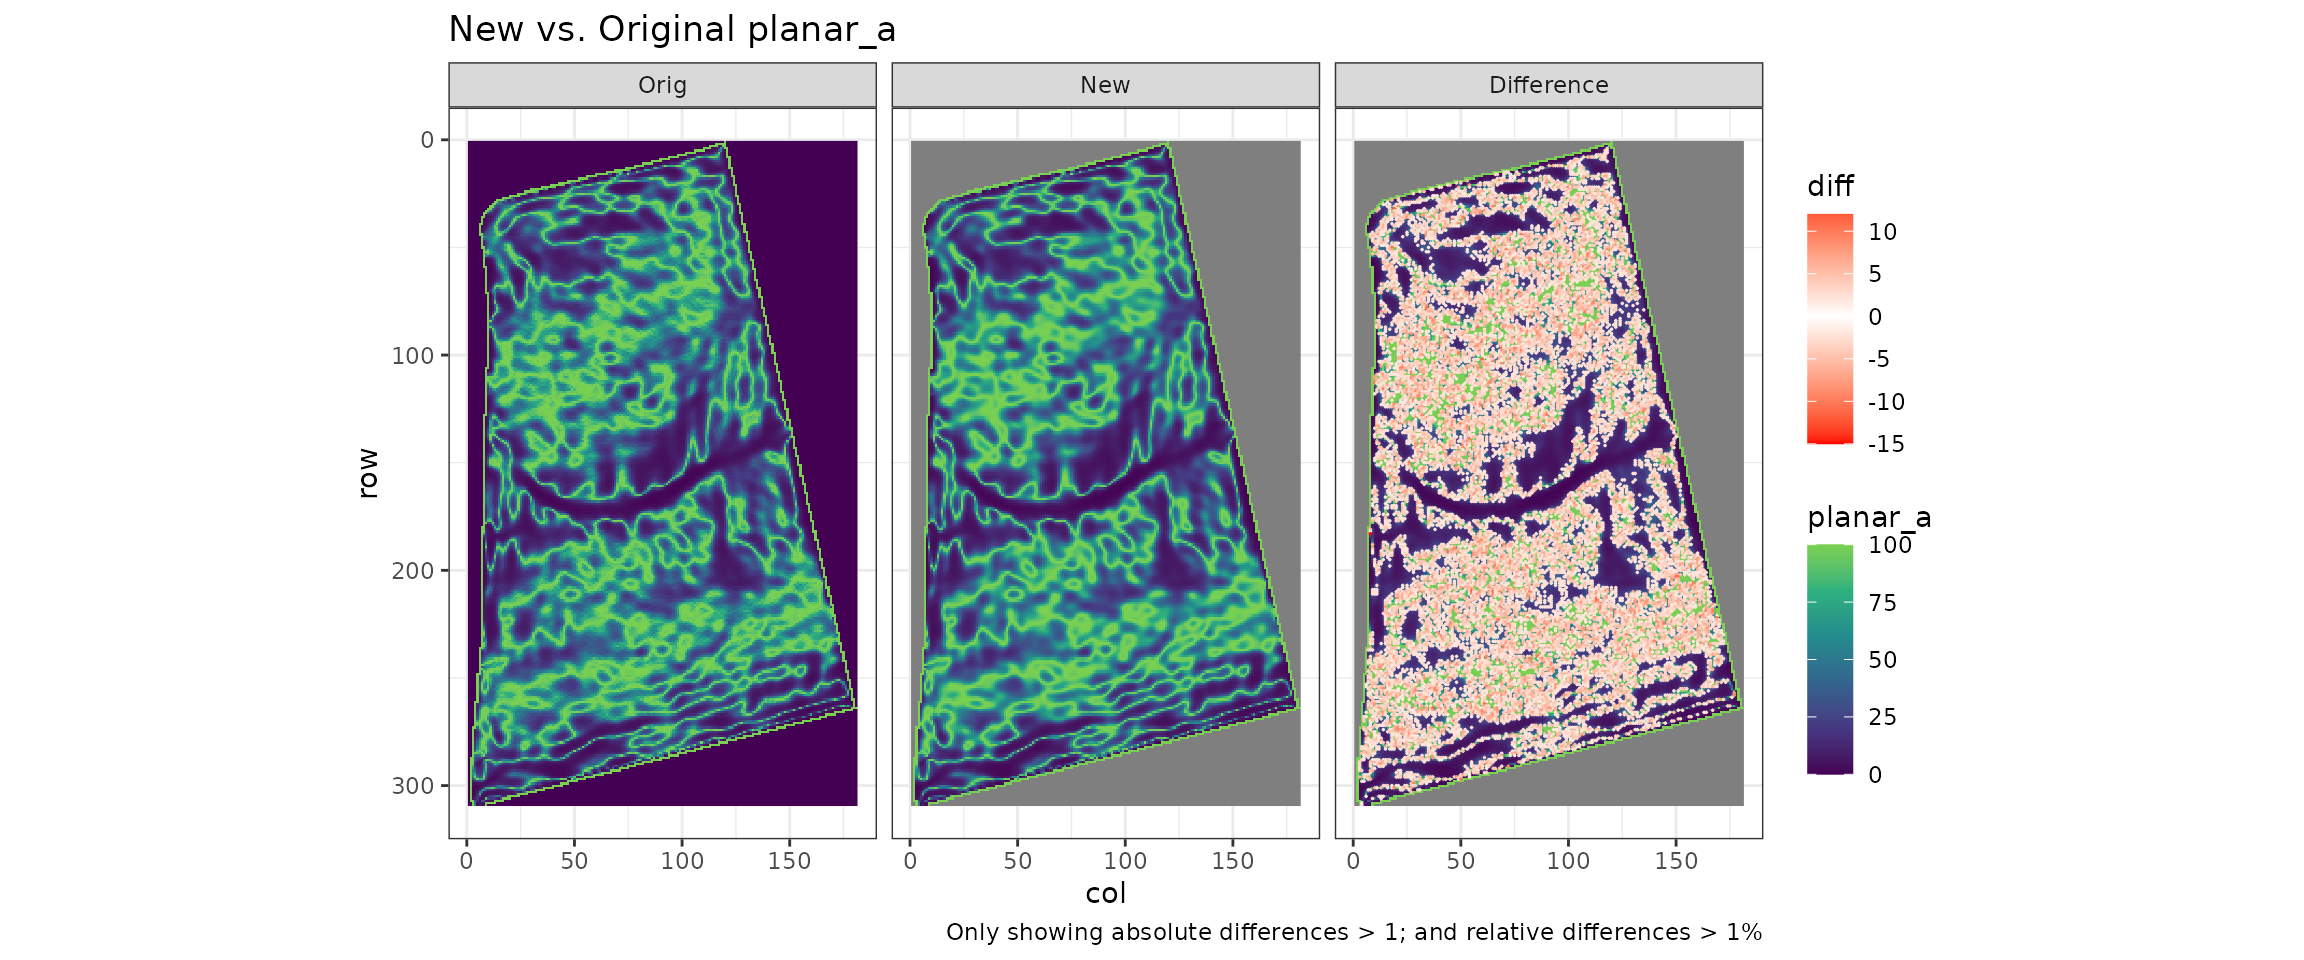 New vs. Original planar_a
Orig
New
Difference
0
100
200
300
row
0 50 100 150
0 50 100 150
0 50 100 150
col
diff
10
5
0
-5
-10
-15
planar_a
100
75
50
25
0
Only showing absolute differences > 1; and relative differences > 1%